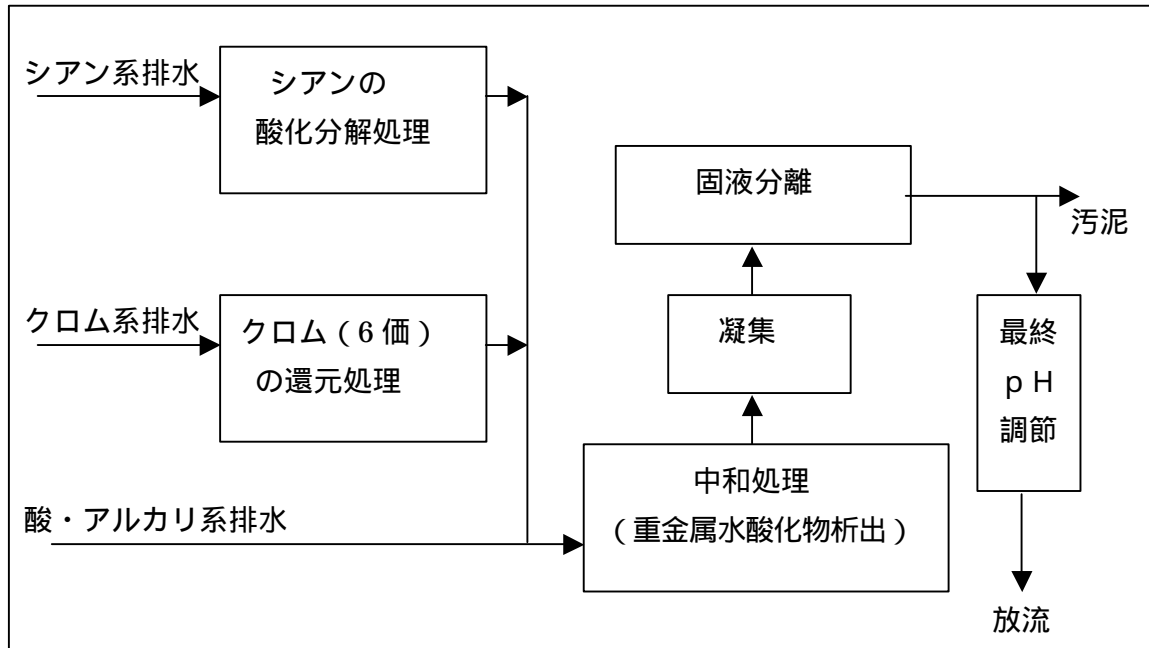 シアン系排水
シアンの
酸化分解処理
クロム系排水
クロム(6価)
の還元処理
酸・アルカリ系排水
中和処理
(重金属水酸化物析出)
凝集
固液分離
汚泥
最終
pH
調節
放流